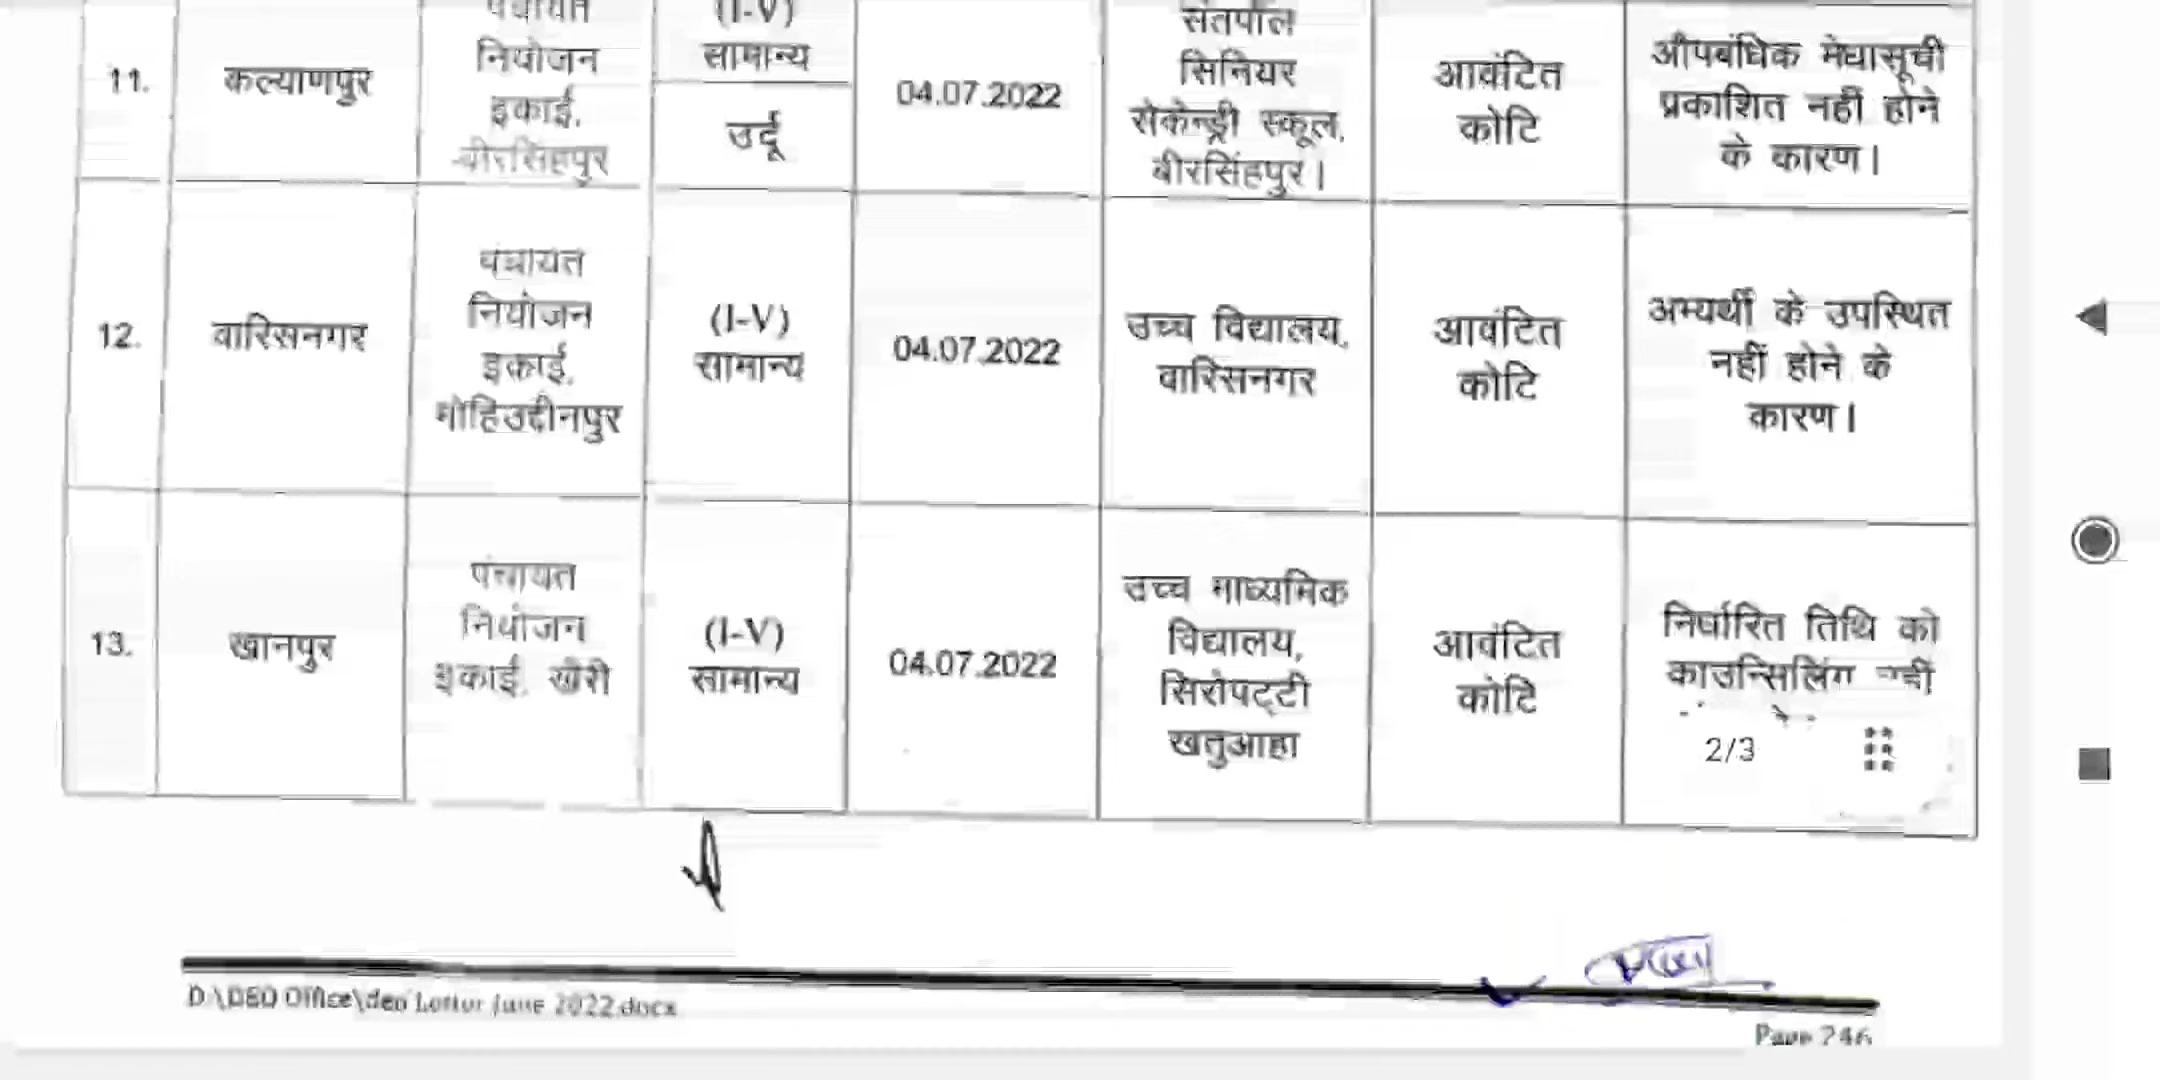 पंचायत
नियोजन
इकाई,
बीरसिंहपुर
11.
कल्याणपुर
(I-V)
सामान्य
उर्दू
04.07.2022
संतपॉल
सिनियर
सेकेन्ड्री स्कूल,
बीरसिंहपुर।
आवंटित
कोटि
औपबंधिक मेधासूची
प्रकाशित नहीं होने
के कारण।
12.
वारिसनगर
पंचायत
नियोजन
इकाई,
मोहिउद्दीनपुर
(I-V)
सामान्य
04.07.2022
उच्च विद्यालय,
वारिसनगर
आवंटित
कोटि
अभ्यर्थी के उपस्थित
नहीं होने के
कारण।
13.
खानपुर
पंचायत
नियोजन
इकाई, खैरी
(I-V)
सामान्य
04.07.2022
उच्च माध्यमिक
विद्यालय,
सिरोपट्टी
खतुआहा
आवंटित
कोटि
निर्धारित तिथि को
काउन्सिलिंग नहीं
2/3
D:\DEO Office\deo Letter June 2022.docx
Page 246